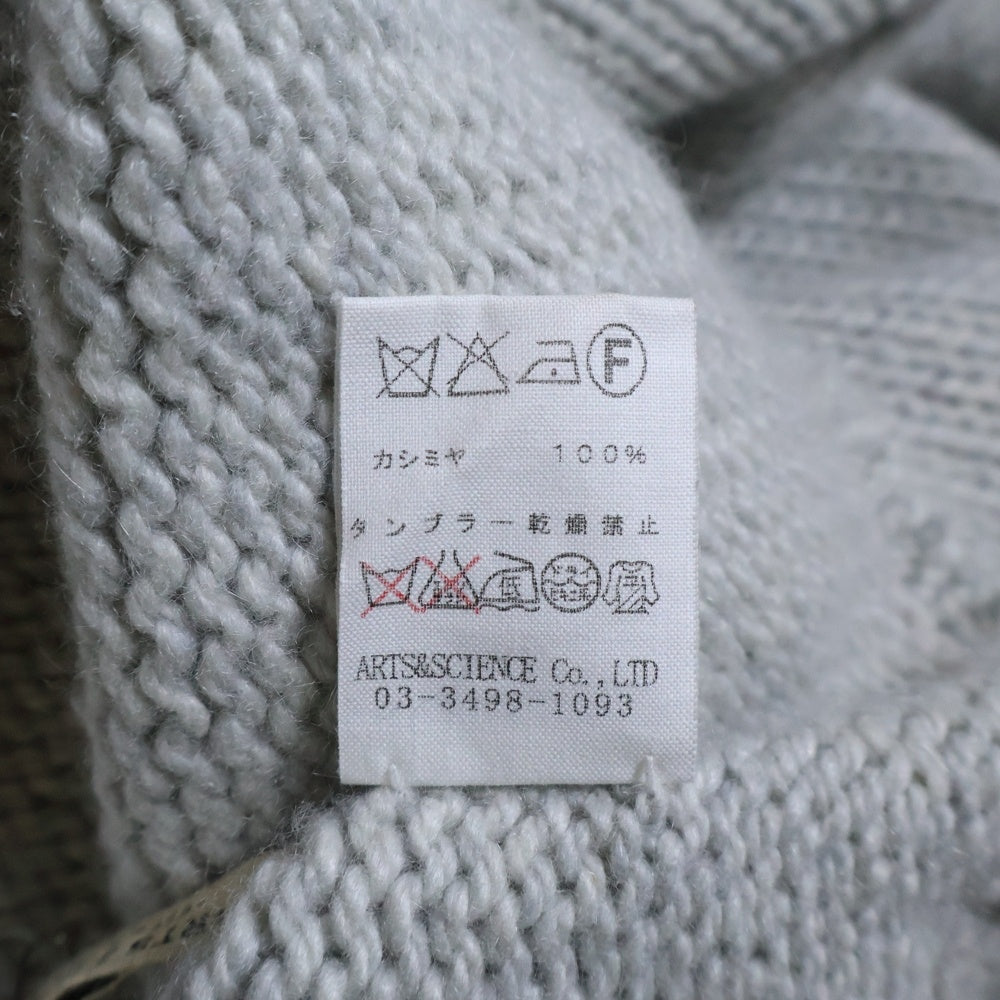 F
カシミヤ 100%
タンブラー乾燥禁止
低
ARTS&SCIENCE Co.,LTD
03-3498-1093